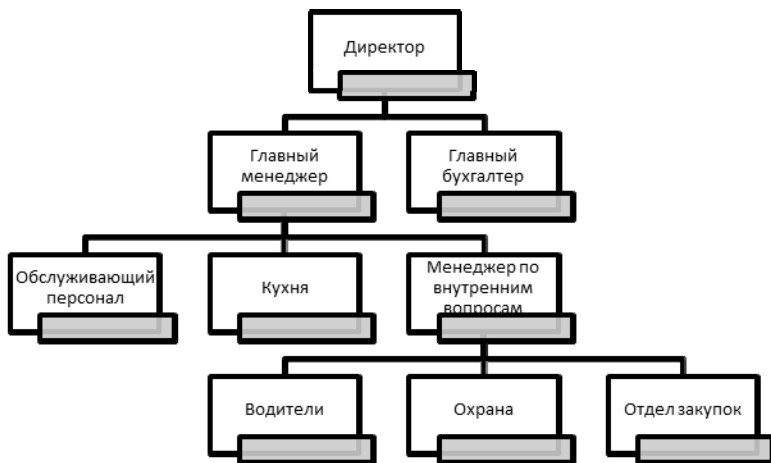 Директор
Главный
менеджер
Главный
бухгалтер
Обслуживающий
персонал
Кухня
Менеджер по
внутренним
вопросам
Водители
Охрана
Отдел закупок